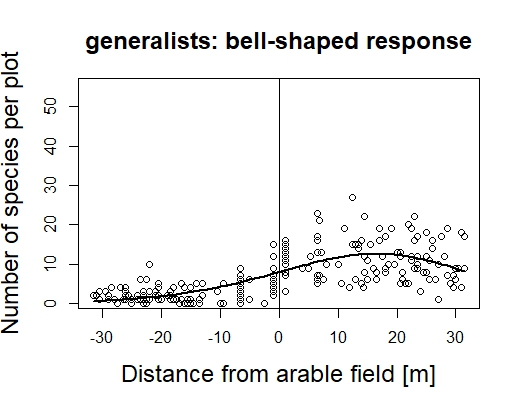 generalists: bell-shaped response
Number of species per plot
50
40
30
20
10
0
-30 -20 -10 0 10 20 30
Distance from arable field [m]